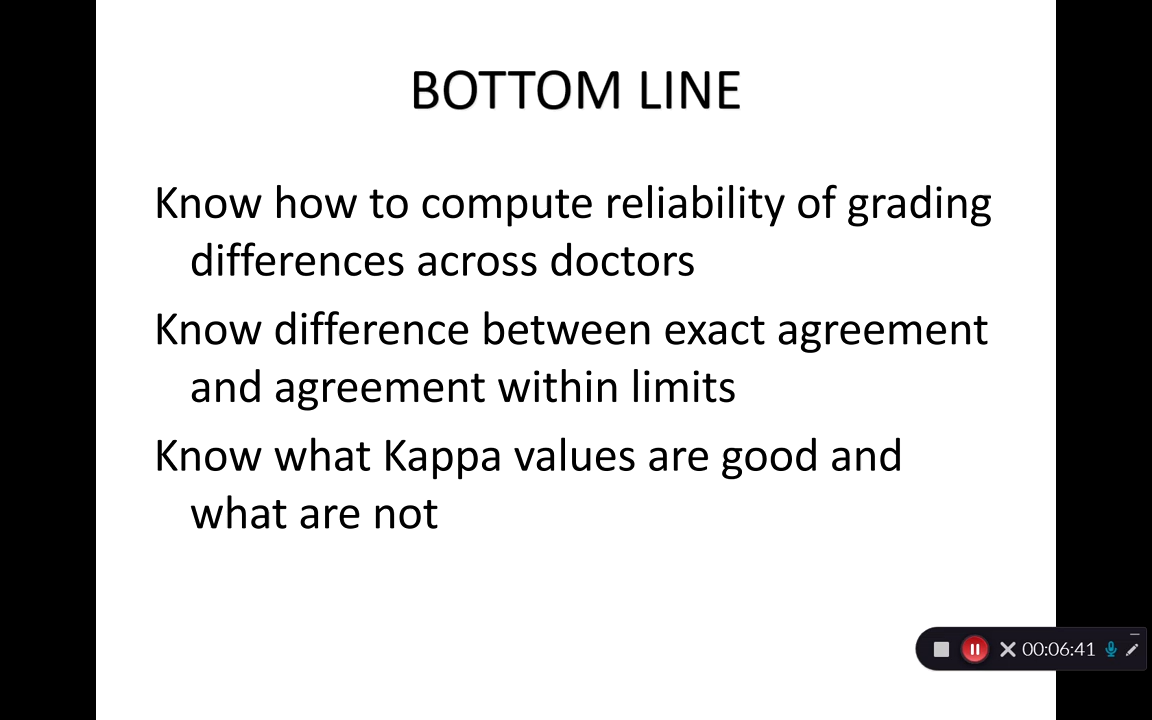 BOTTOM LINE
Know how to compute reliability of grading
differences across doctors
Know difference between exact agreement
and agreement within limits
Know what Kappa values are good and
what are not
00:06:41